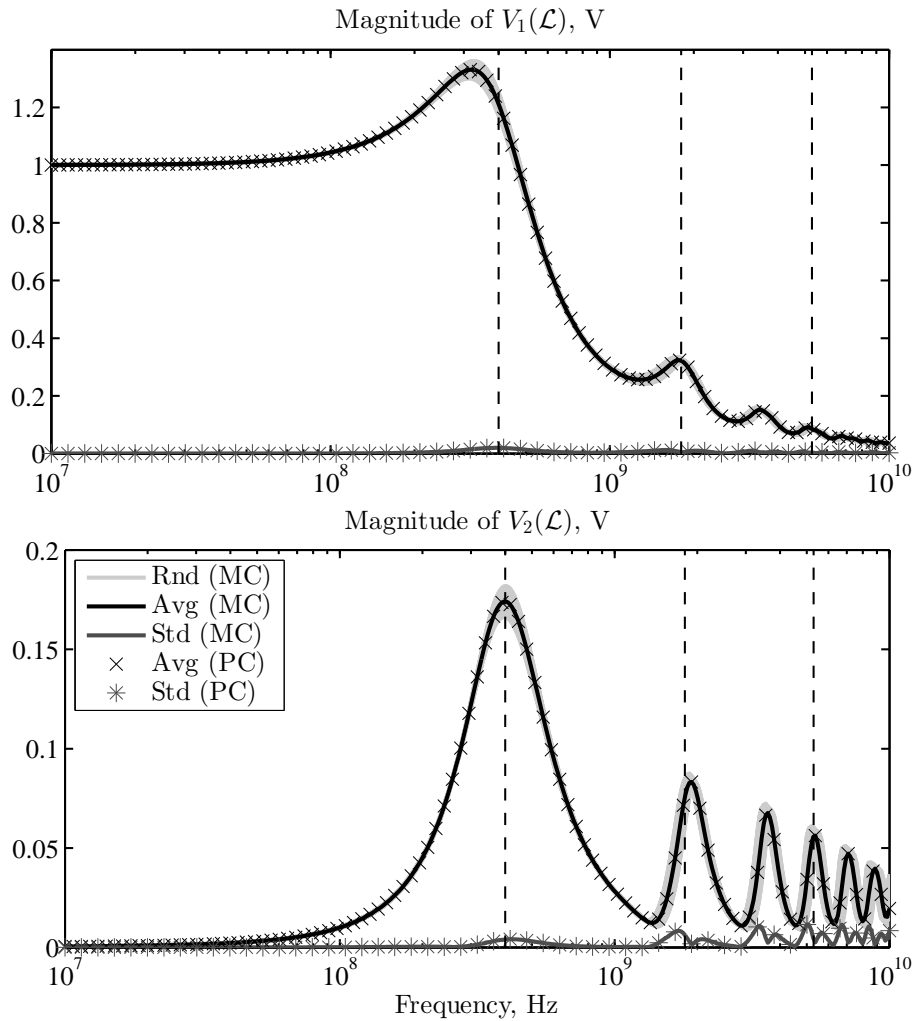 Magnitude of V₁(ℒ), V
1.2
1
0.8
0.6
0.4
0.2
0
10⁷
10⁸
10⁹
10¹⁰
Magnitude of V₂(ℒ), V
0.2
0.15
0.1
0.05
0
Rnd (MC)
Avg (MC)
Std (MC)
Avg (PC)
Std (PC)
10⁷
10⁸
10⁹
10¹⁰
Frequency, Hz